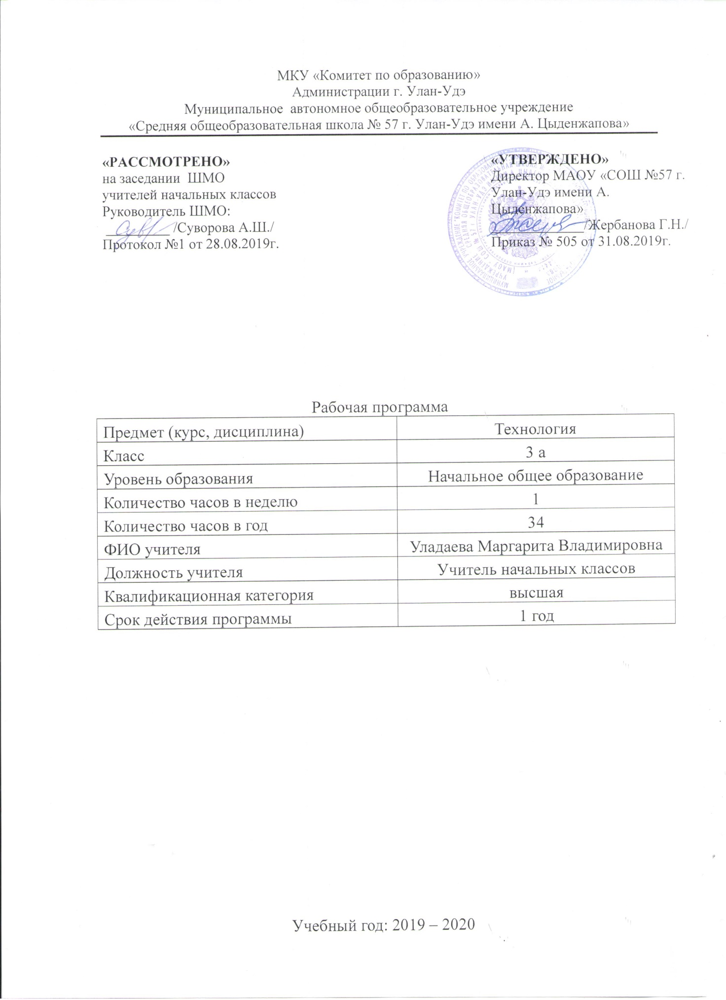 МКУ «Комитет по образованию»
Администрации г. Улан-Удэ
Муниципальное автономное общеобразовательное учреждение
«Средняя общеобразовательная школа № 57 г. Улан-Удэ имени А. Цыденжапова»
«РАССМОТРЕНО»
на заседании ШМО
учителей начальных классов
Руководитель ШМО:
/Суворова А.Ш./
Протокол №1 от 28.08.2019г.
«УТВЕРЖДЕНО»
Директор МАОУ «СОШ №57 г.
Улан-Удэ имени А.
Цыденжапова»
/Жербанова Г.Н./
Приказ № 505 от 31.08.2019г.
Рабочая программа
Предмет (курс, дисциплина) Технология
Класс 3 а
Уровень образования Начальное общее образование
Количество часов в неделю 1
Количество часов в год 34
ФИО учителя Уладаева Маргарита Владимировна
Должность учителя Учитель начальных классов
Квалификационная категория высшая
Срок действия программы 1 год
Учебный год: 2019 – 2020